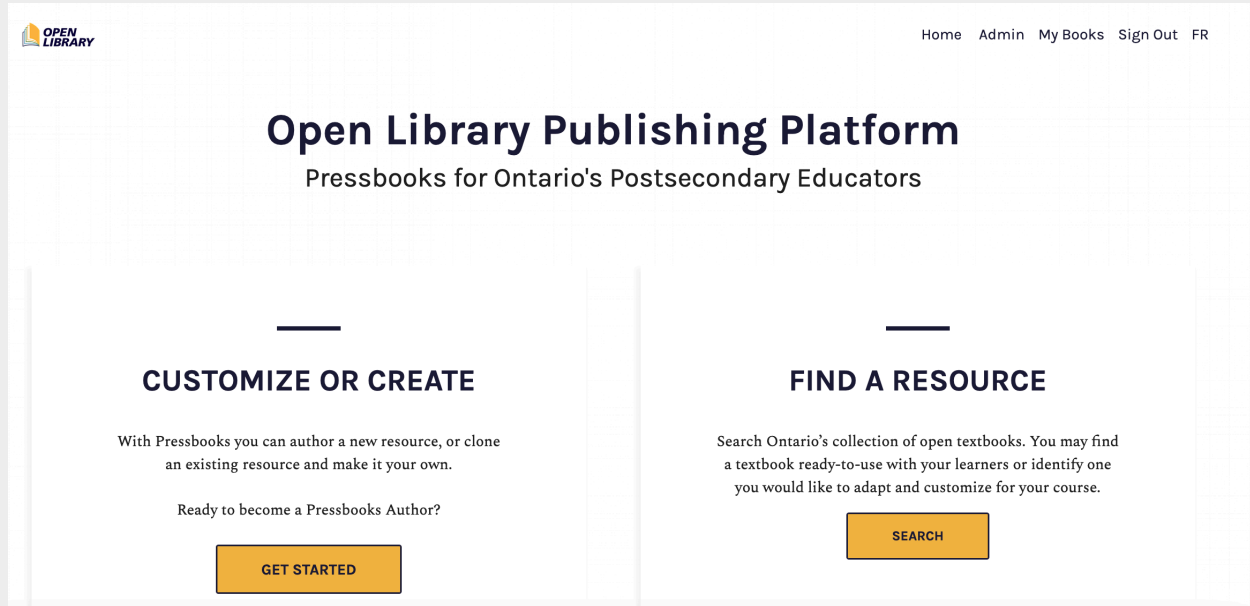 OPEN
LIBRARY
Home Admin My Books Sign Out FR
Open Library Publishing Platform
Pressbooks for Ontario's Postsecondary Educators
CUSTOMIZE OR CREATE
With Pressbooks you can author a new resource, or clone
an existing resource and make it your own.
Ready to become a Pressbooks Author?
GET STARTED
FIND A RESOURCE
Search Ontario’s collection of open textbooks. You may find
a textbook ready-to-use with your learners or identify one
you would like to adapt and customize for your course.
SEARCH